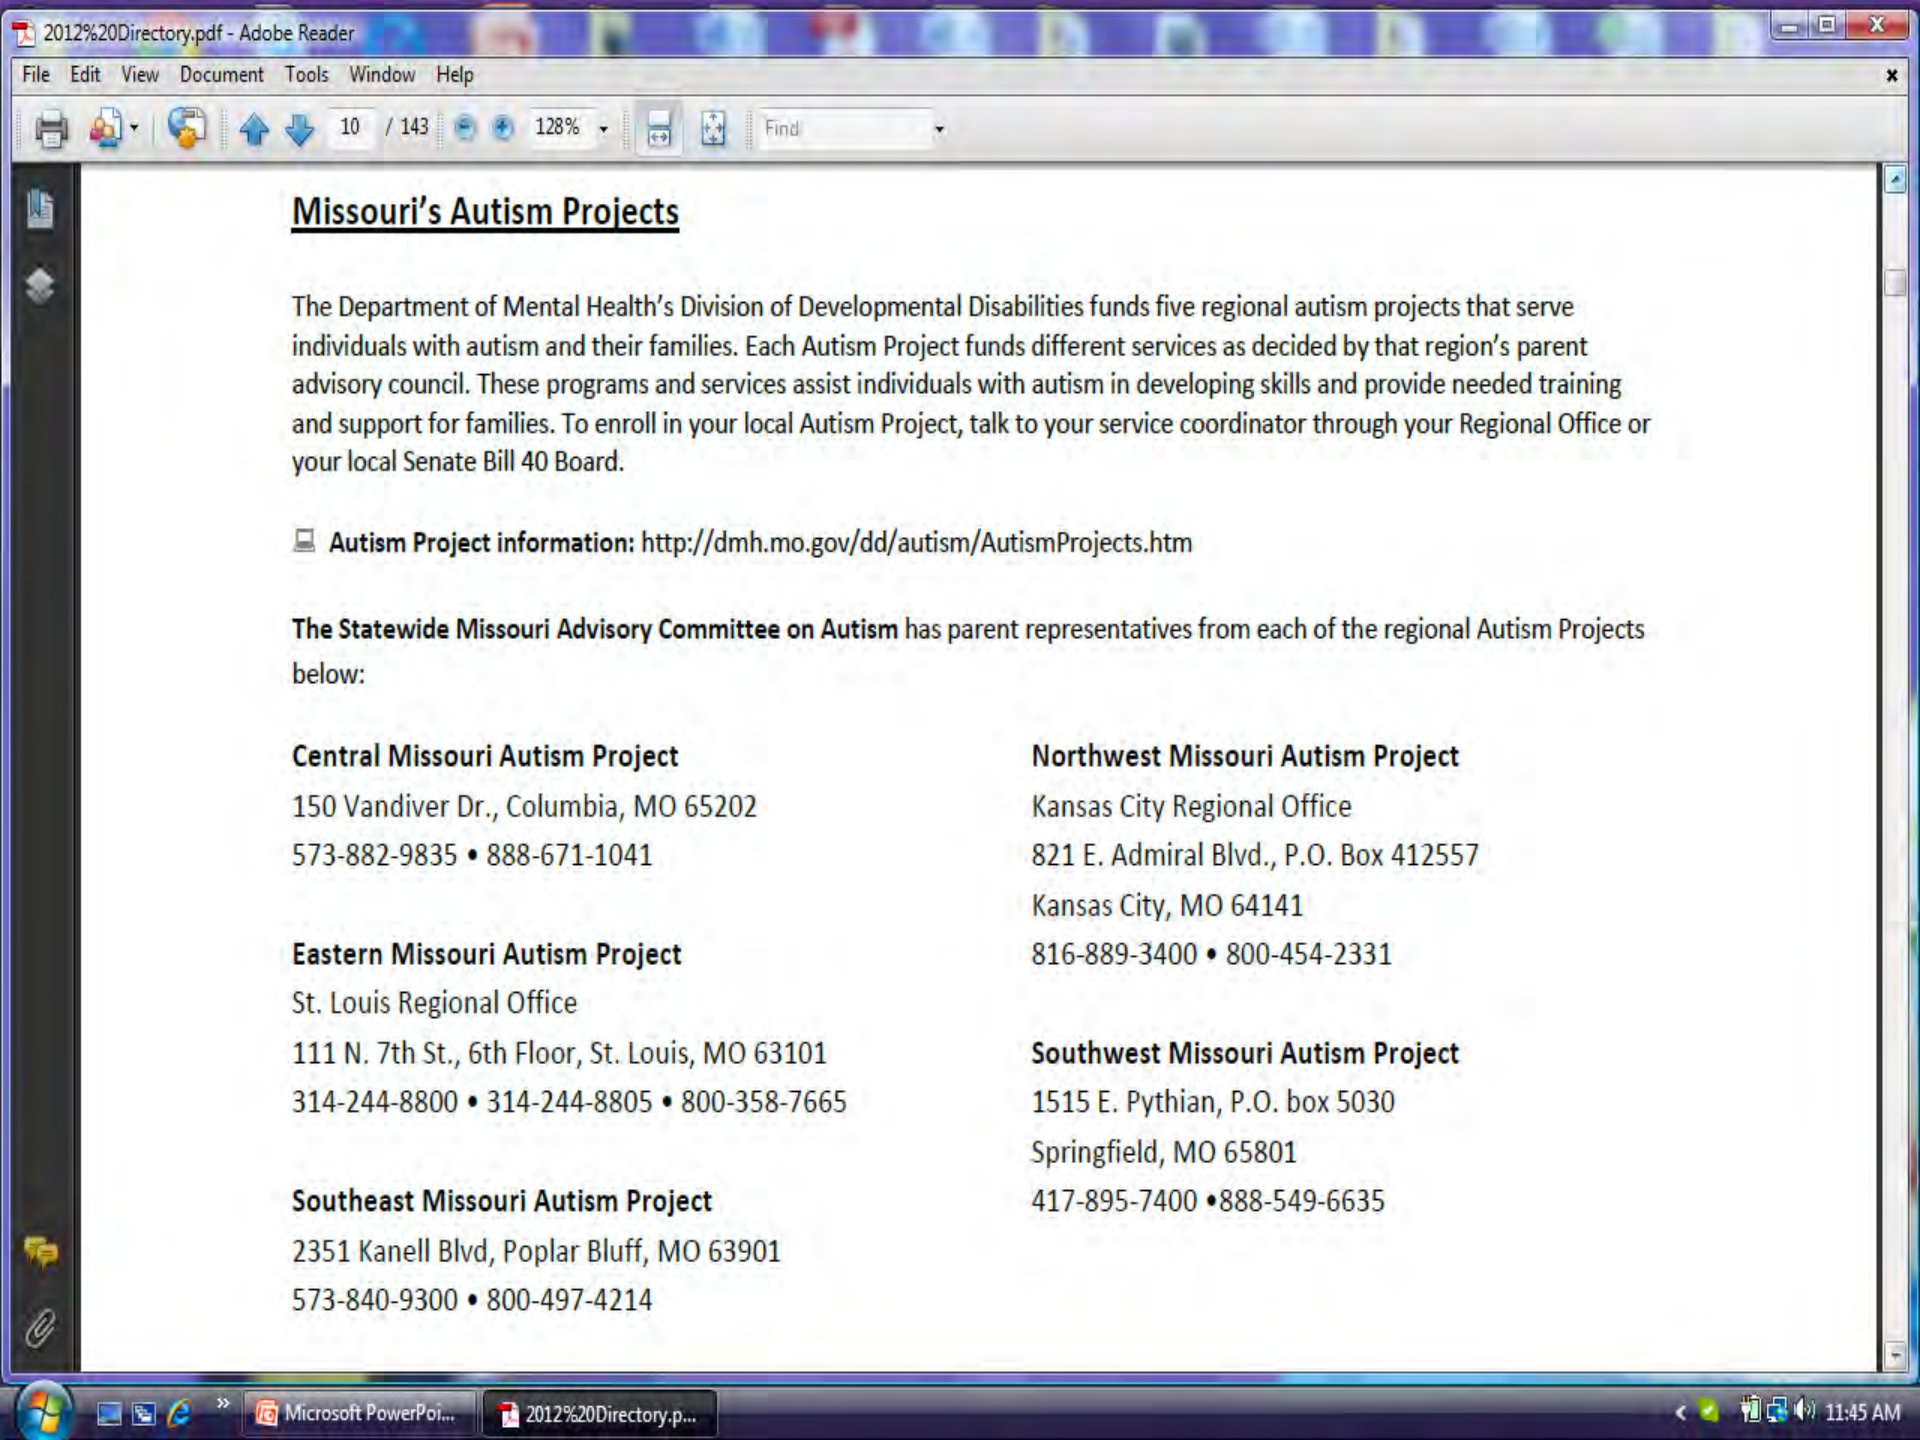 2012%20Directory.pdf - Adobe Reader
File Edit View Document Tools Window Help
10 / 143 128% Find
Missouri's Autism Projects
The Department of Mental Health's Division of Developmental Disabilities funds five regional autism projects that serve
individuals with autism and their families. Each Autism Project funds different services as decided by that region's parent
advisory council. These programs and services assist individuals with autism in developing skills and provide needed training
and support for families. To enroll in your local Autism Project, talk to your service coordinator through your Regional Office or
your local Senate Bill 40 Board.
Autism Project information: http://dmh.mo.gov/dd/autism/AutismProjects.htm
The Statewide Missouri Advisory Committee on Autism has parent representatives from each of the regional Autism Projects
below:
Central Missouri Autism Project
150 Vandiver Dr., Columbia, MO 65202
573-882-9835 • 888-671-1041
Eastern Missouri Autism Project
St. Louis Regional Office
111 N. 7th St., 6th Floor, St. Louis, MO 63101
314-244-8800 • 314-244-8805 • 800-358-7665
Southeast Missouri Autism Project
2351 Kanell Blvd, Poplar Bluff, MO 63901
573-840-9300 • 800-497-4214
Northwest Missouri Autism Project
Kansas City Regional Office
821 E. Admiral Blvd., P.O. Box 412557
Kansas City, MO 64141
816-889-3400 • 800-454-2331
Southwest Missouri Autism Project
1515 E. Pythian, P.O. box 5030
Springfield, MO 65801
417-895-7400 •888-549-6635
Microsoft PowerPoi... 2012%20Directory.p... 11:45 AM